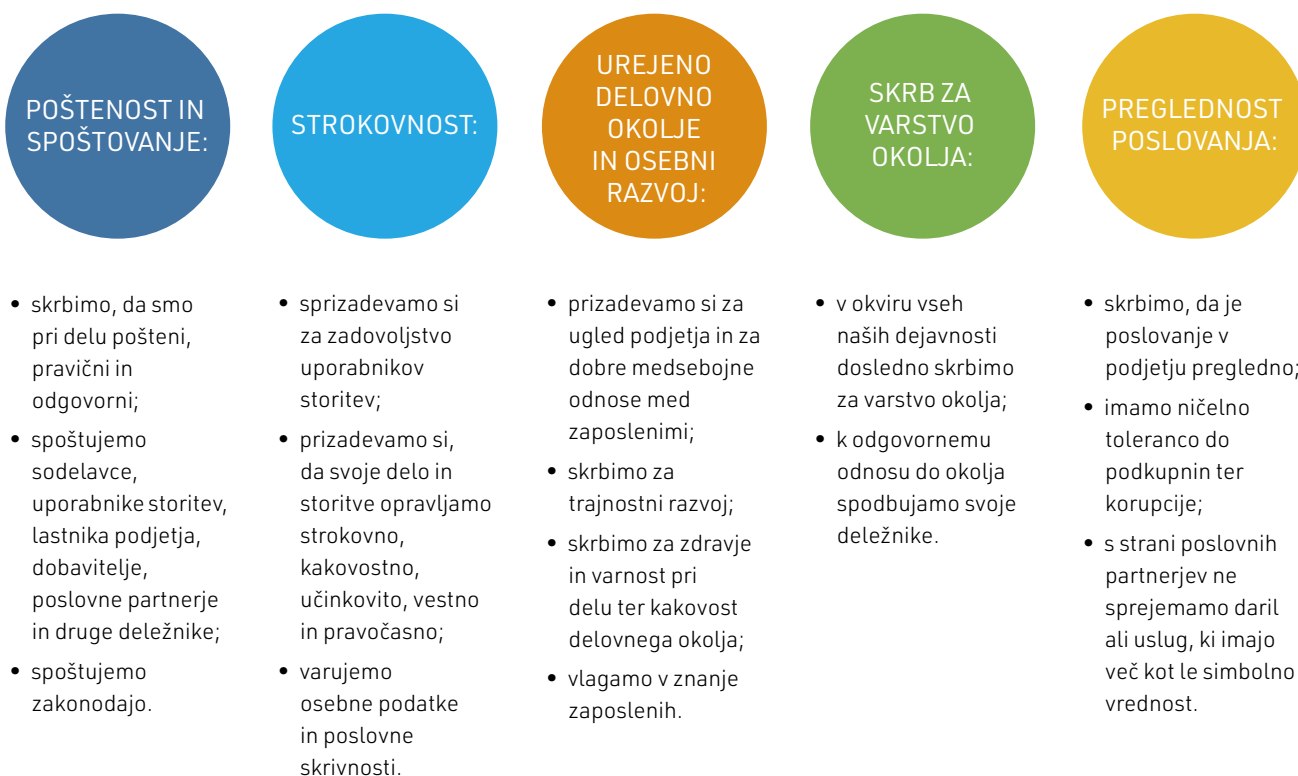 POŠTENOST IN
SPOŠTOVANJE:
• skrbimo, da smo
pri delu pošteni,
pravični in
odgovorni;
• spoštujemo
sodelavce,
uporabnike storitev,
lastnika podjetja,
dobavitelje,
poslovne partnerje
in druge deležnike;
• spoštujemo
zakonodajo.
STROKOVNOST:
• sprizadevamo si
za zadovoljstvo
uporabnikov
storitev;
• prizadevamo si,
da svoje delo in
storitve opravljamo
strokovno,
kakovostno,
učinkovito, vestno
in pravočasno;
• varujemo
osebne podatke
in poslovne
skrivnosti.
UREJENO
DELOVNO
OKOLJE
IN OSEBNI
RAZVOJ:
• prizadevamo si za
ugled podjetja in za
dobre medsebojne
odnose med
zaposlenimi;
• skrbimo za
trajnostni razvoj;
• skrbimo za zdravje
in varnost pri
delu ter kakovost
delovnega okolja;
• vlagamo v znanje
zaposlenih.
SKRB ZA
VARSTVO
OKOLJA:
• v okviru vseh
naših dejavnosti
dosledno skrbimo
za varstvo okolja;
• k odgovornemu
odnosu do okolja
spodbujamo svoje
deležnike.
PREGLEDNOST
POSLOVANJA:
• skrbimo, da je
poslovanje v
podjetju pregledno;
• imamo ničelno
toleranco do
podkupnin ter
korupcije;
• s strani poslovnih
partnerjev ne
sprejemamo daril
ali uslug, ki imajo
več kot le simbolno
vrednost.